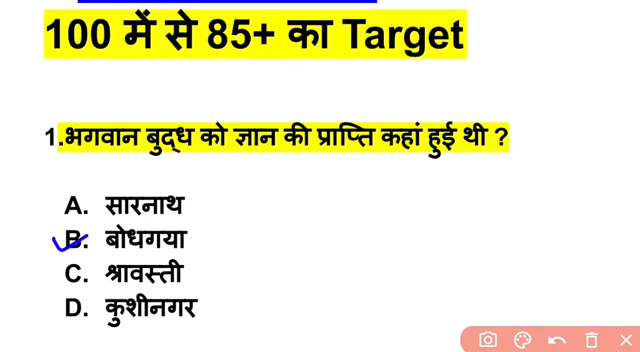 100 में से 85+ का Target
1.भगवान बुद्ध को ज्ञान की प्राप्ति कहां हुई थी ?
A. सारनाथ
B. बोधगया
C. श्रावस्ती
D. कुशीनगर